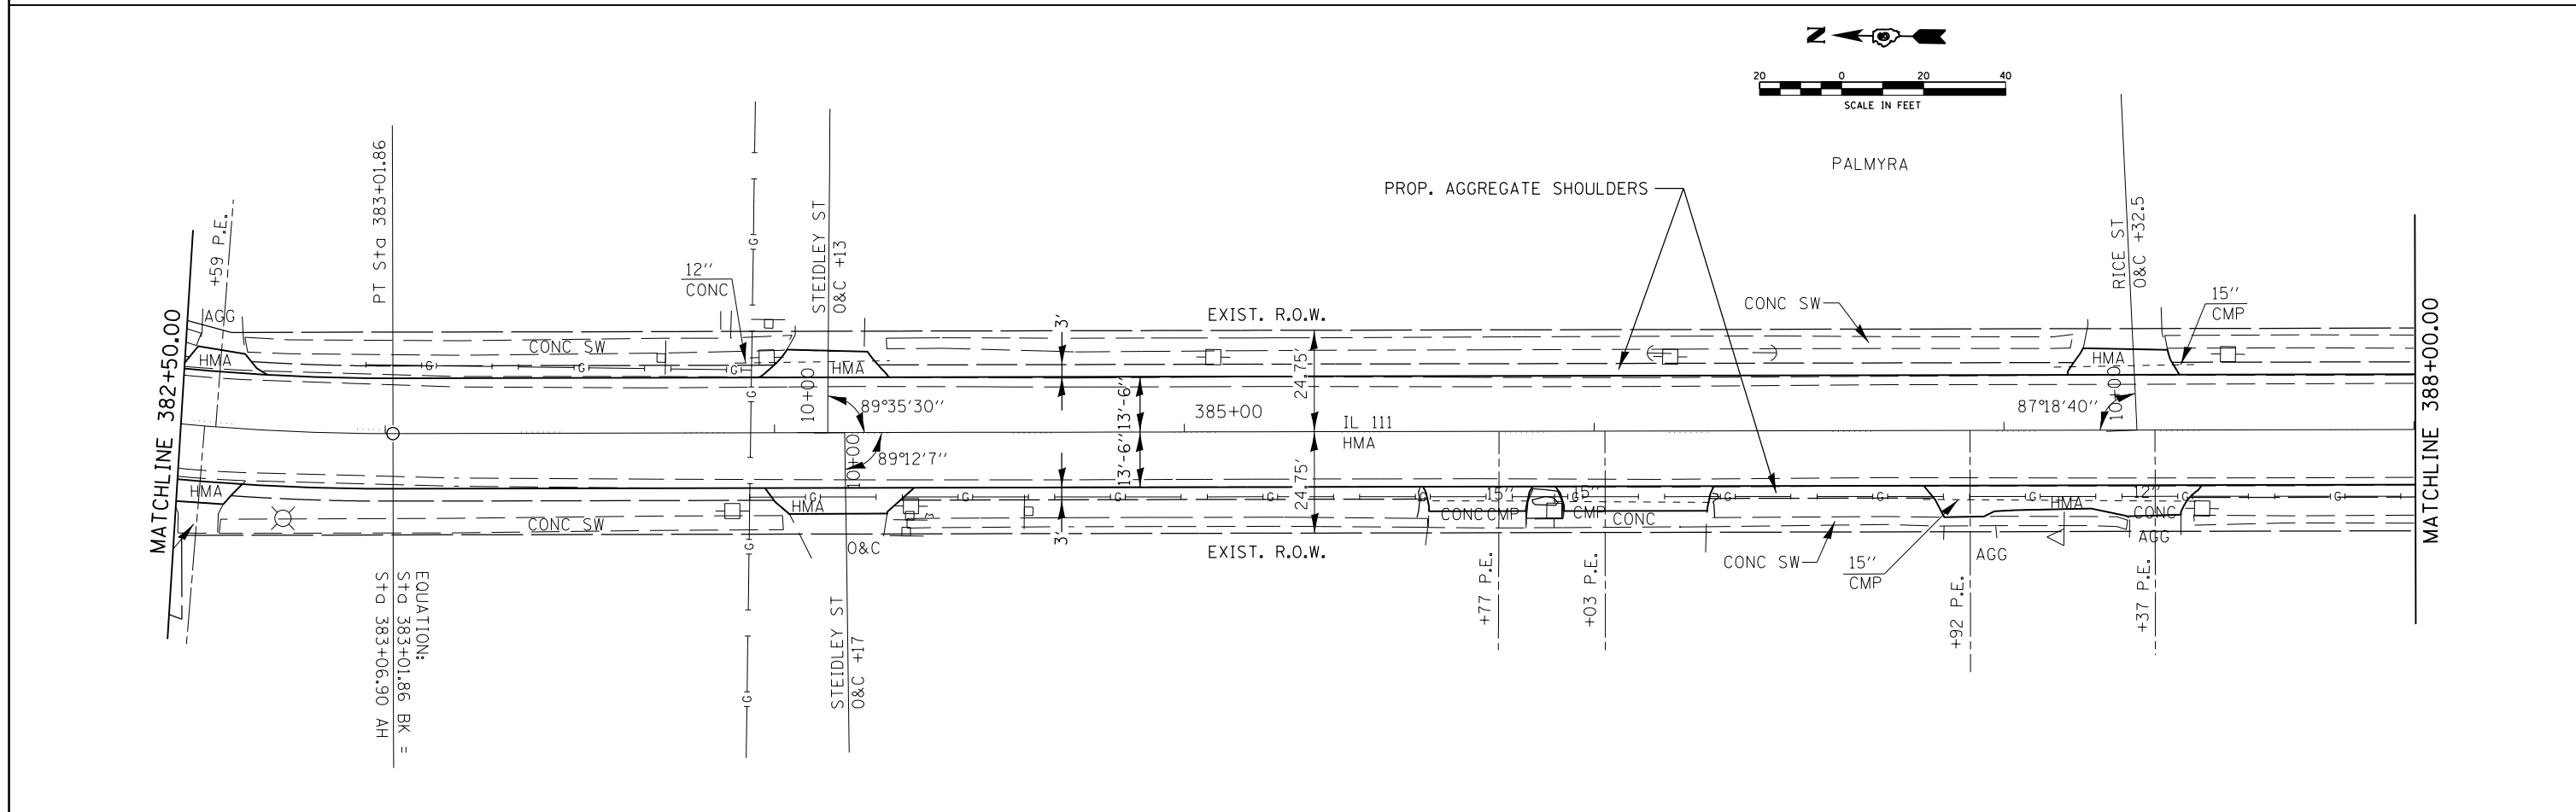 N
20 0 20 40
SCALE IN FEET
PALMYRA
PROP. AGGREGATE SHOULDERS
MATCHLINE 382+50.00
+59 P.E.
AGG
HMA
PT Sta 383+01.86
CONC SW
12"
CONC
G
STEIDLEY ST
O&C +13
HMA
10+00
89°35'30"
3'
13'-6"
EXIST. R.O.W.
24.75'
385+00
IL 111
HMA
CONC SW
RICE ST
O&C +32.5
15"
CMP
HMA
10+00
87°18'40"
MATCHLINE 388+00.00
HMA
CONC SW
10+00
89°12'7"
HMA
O&C
STEIDLEY ST
O&C +17
EQUATION:
Sta 383+01.86 BK =
Sta 383+06.90 AH
3'
13'-6"
24.75'
EXIST. R.O.W.
15"
CONC CMP
15"
CMP
CONC
+77 P.E.
+03 P.E.
CONC SW
15"
CMP
+92 P.E.
AGG
HMA
12"
CONC
AGG
+37 P.E.